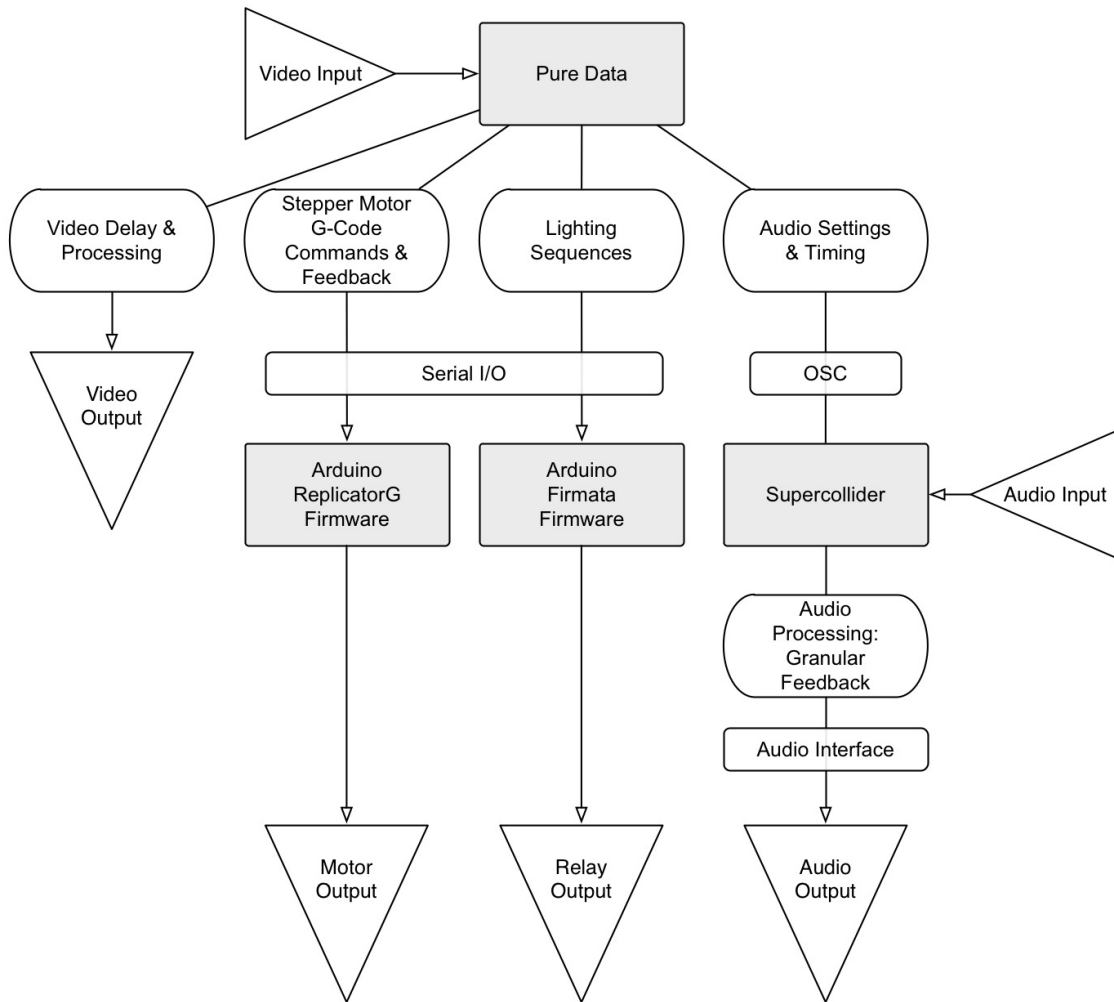 Video Input
Pure Data
Video Delay &
Processing
Stepper Motor
G-Code
Commands &
Feedback
Lighting
Sequences
Audio Settings
& Timing
Video
Output
Serial I/O
OSC
Arduino
ReplicatorG
Firmware
Arduino
Firmata
Firmware
Supercollider
Audio Input
Audio
Processing:
Granular
Feedback
Audio Interface
Motor
Output
Relay
Output
Audio
Output